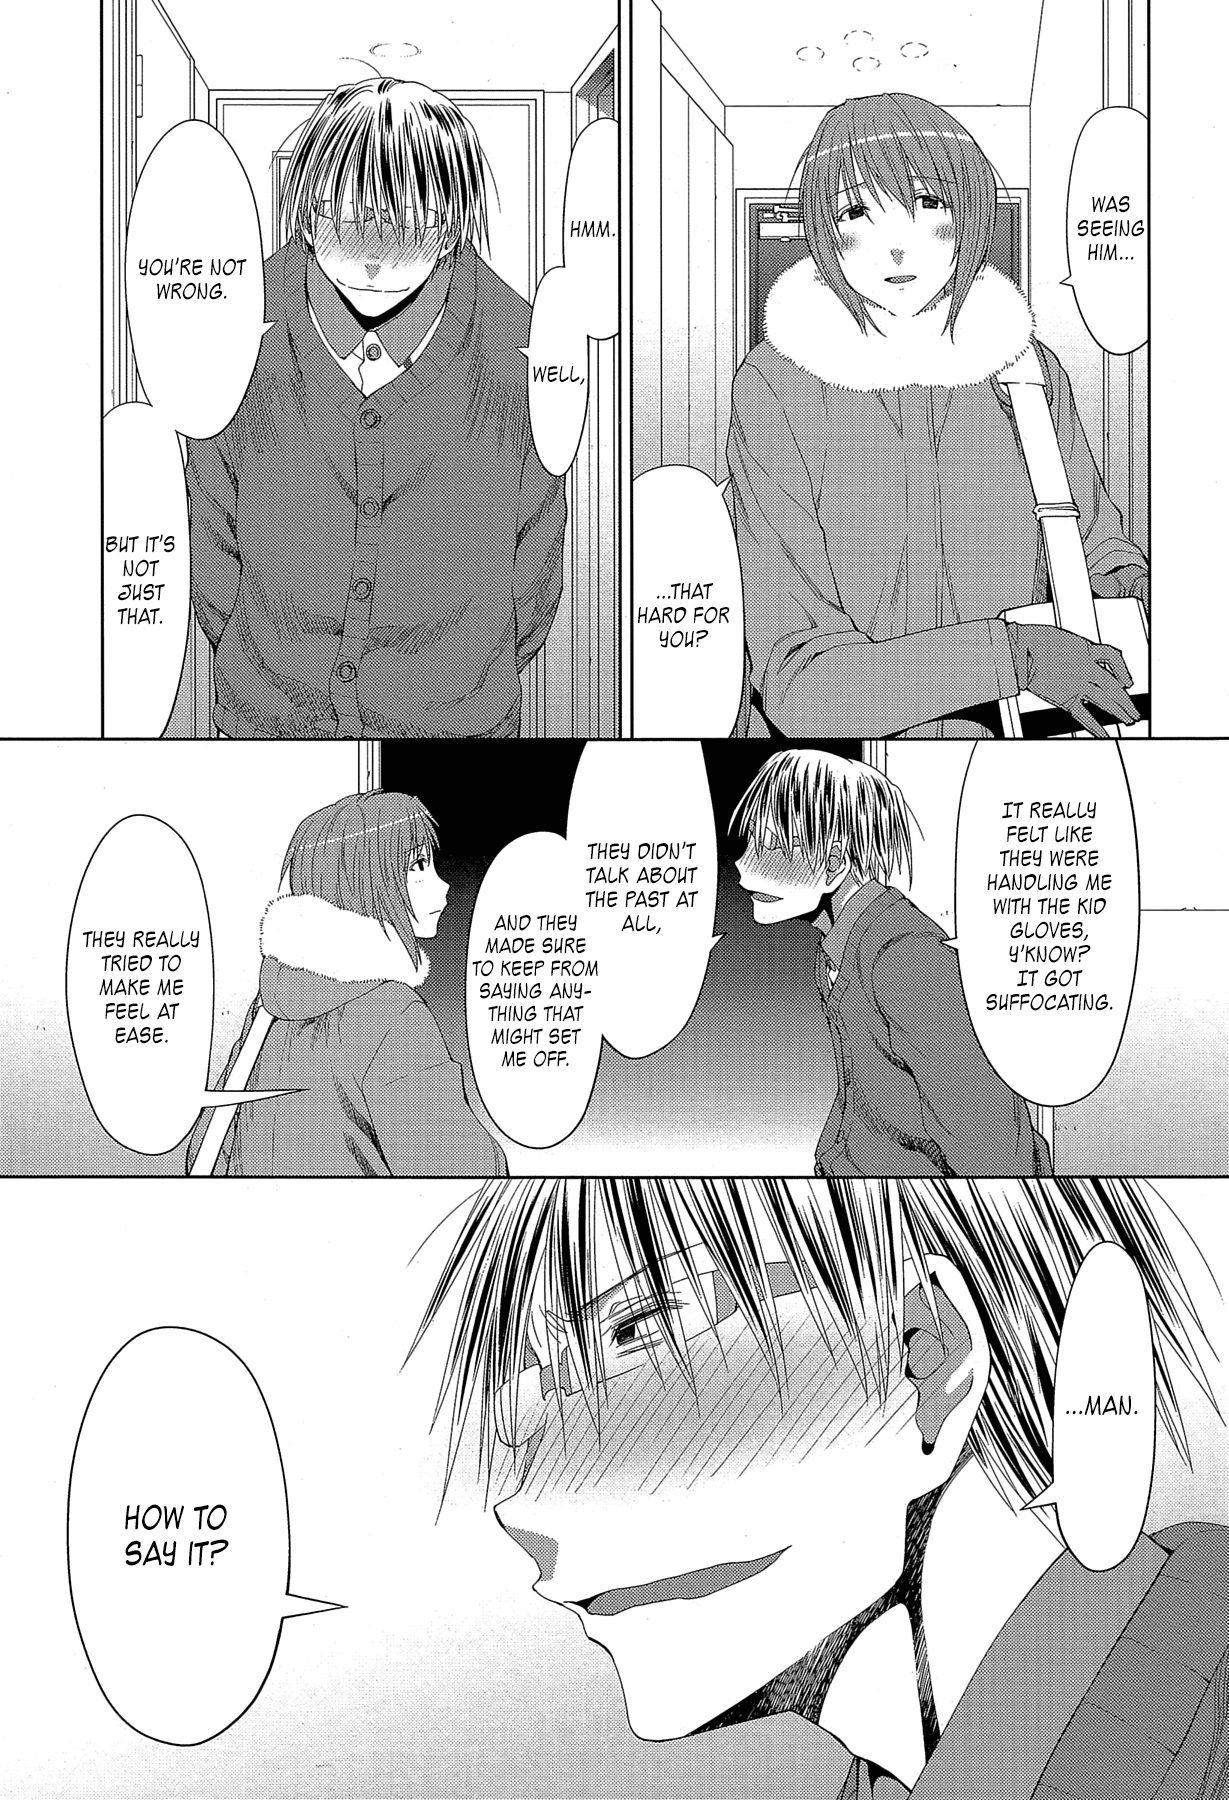 WAS
SEEING
HIM...
...THAT
HARD FOR
YOU?
HMM.
WELL,
YOU'RE NOT
WRONG.
BUT IT'S
NOT
JUST
THAT.
IT REALLY
FELT LIKE
THEY WERE
HANDLING ME
WITH THE KID
GLOVES,
Y'KNOW?
IT GOT
SUFFOCATING.
THEY DIDN'T
TALK ABOUT
THE PAST AT
ALL,
AND THEY
MADE SURE
TO KEEP FROM
SAYING ANY-
THING THAT
MIGHT SET
ME OFF.
THEY REALLY
TRIED TO
MAKE ME
FEEL AT
EASE.
...MAN.
HOW TO
SAY IT?